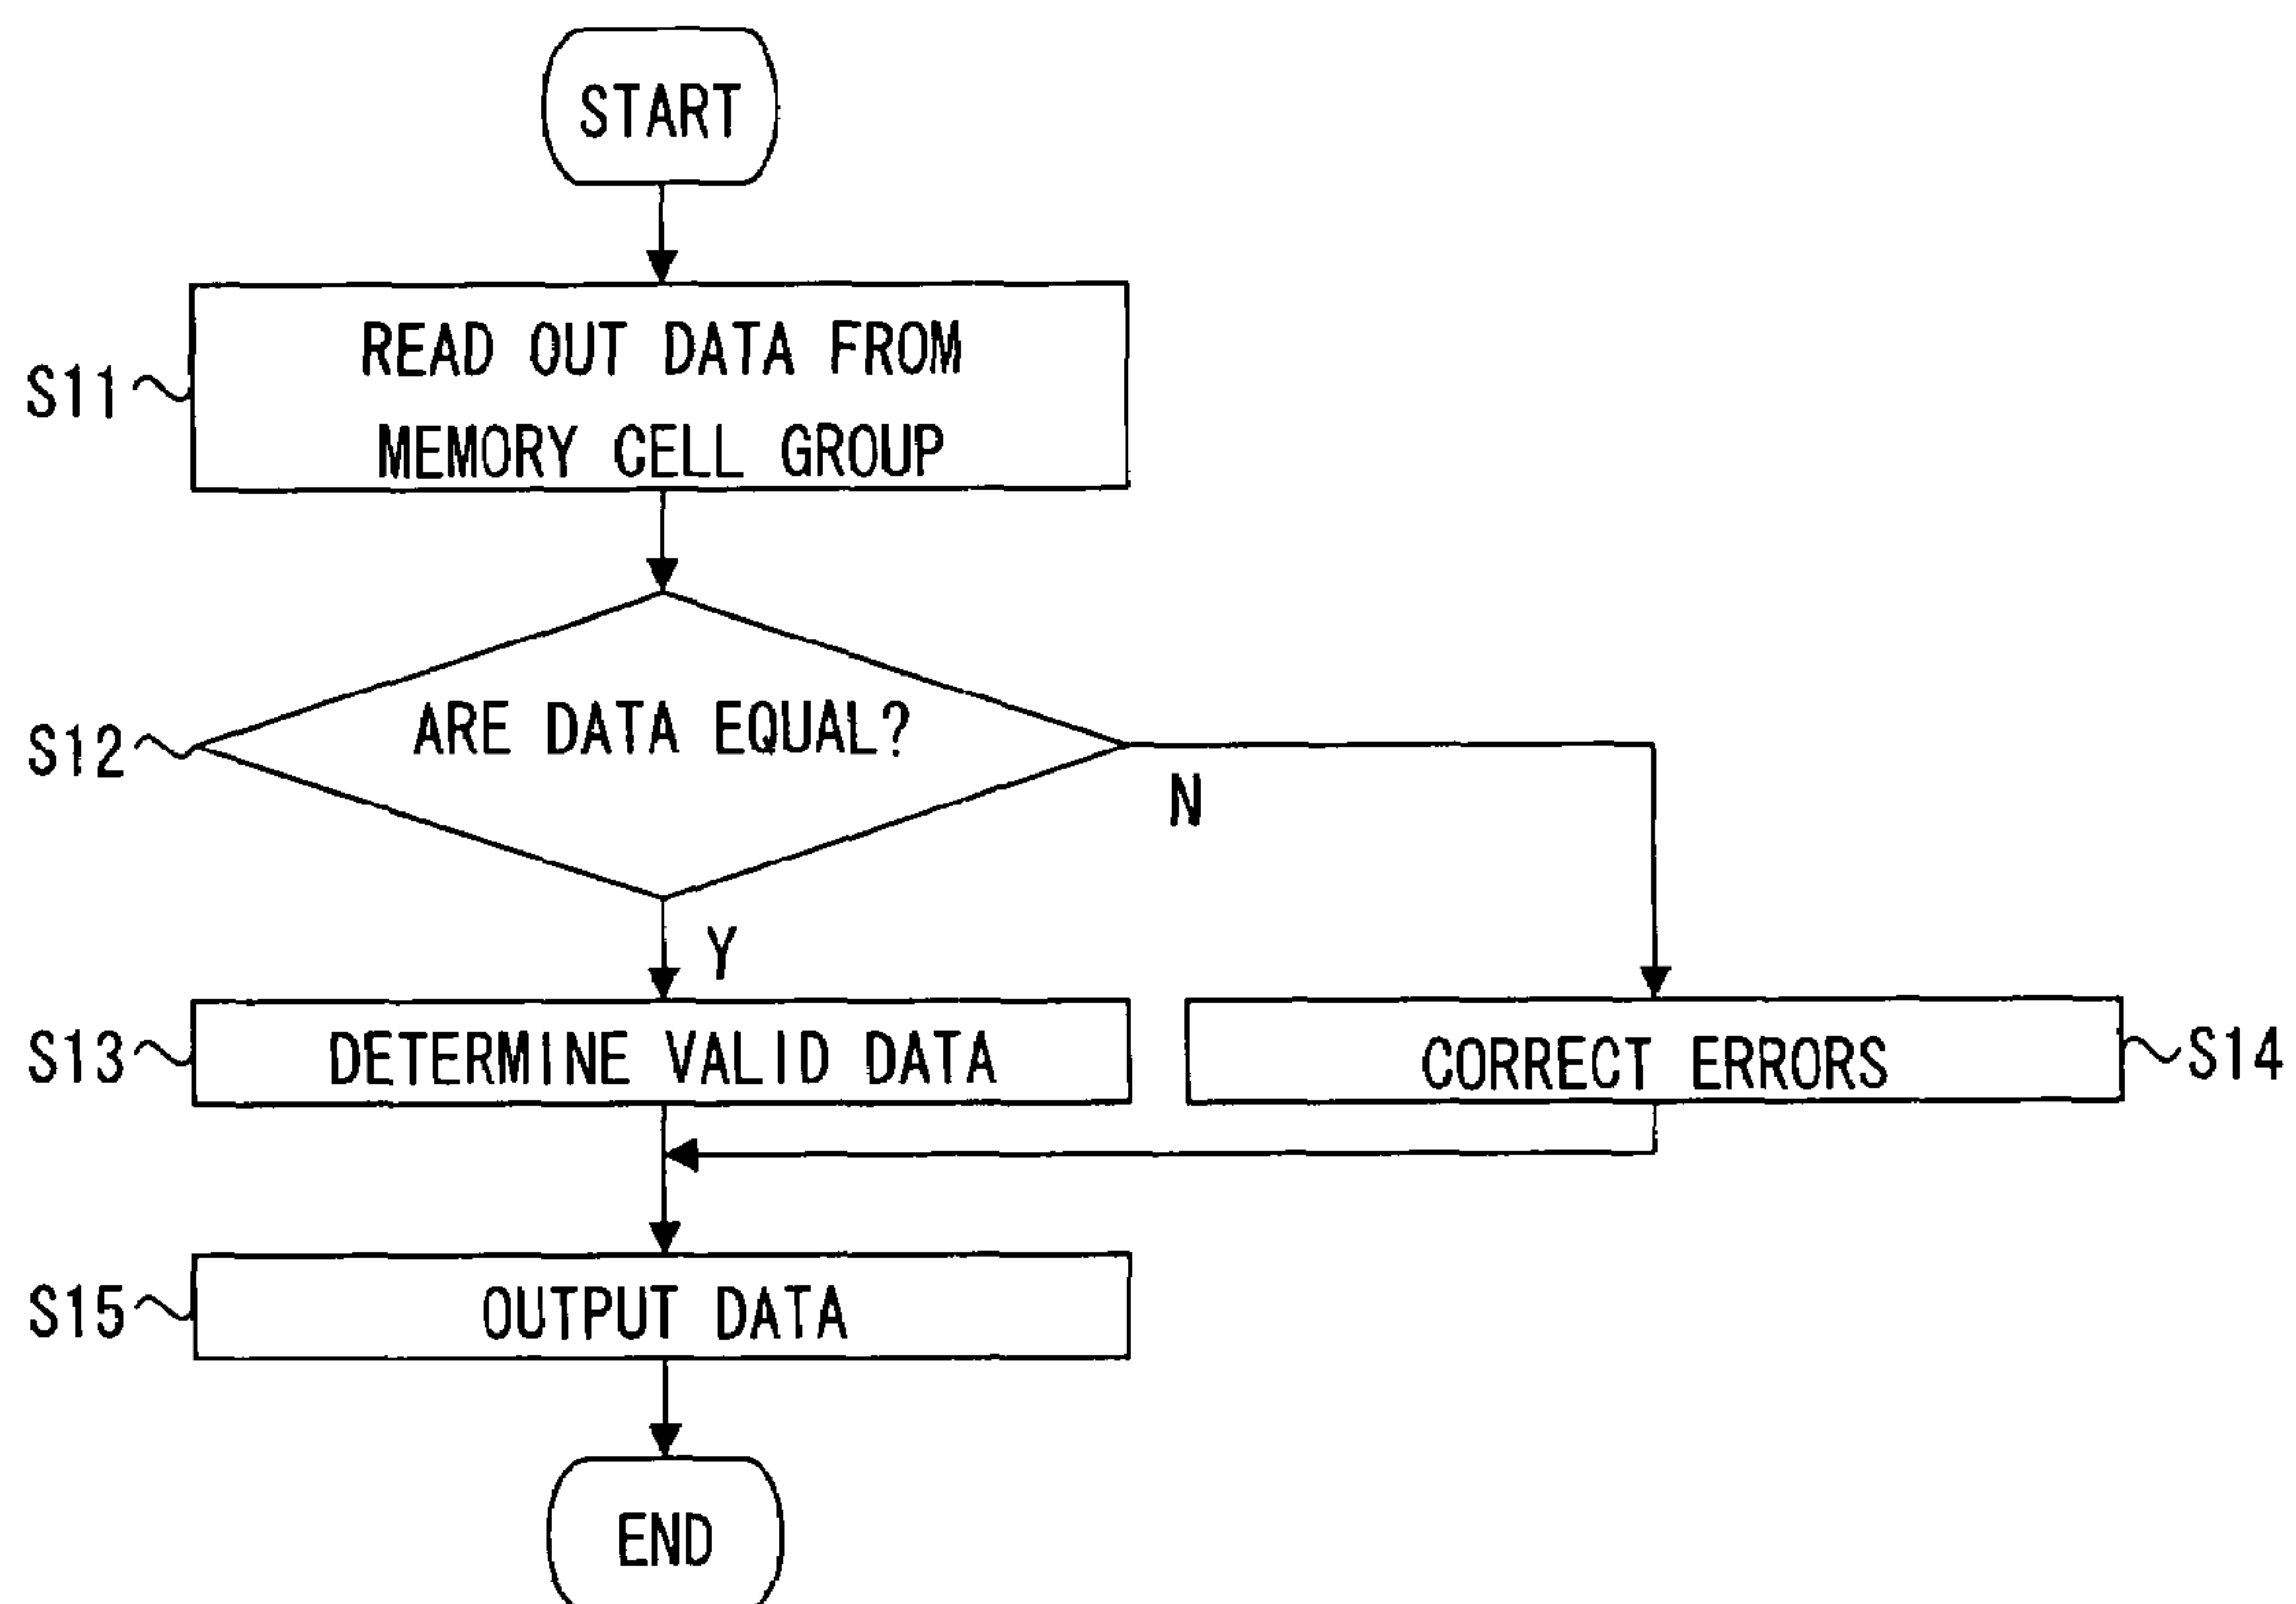 START
READ OUT DATA FROM
MEMORY CELL GROUP
S11
ARE DATA EQUAL?
S12
N
Y
S13
DETERMINE VALID DATA
CORRECT ERRORS
S14
S15
OUTPUT DATA
END